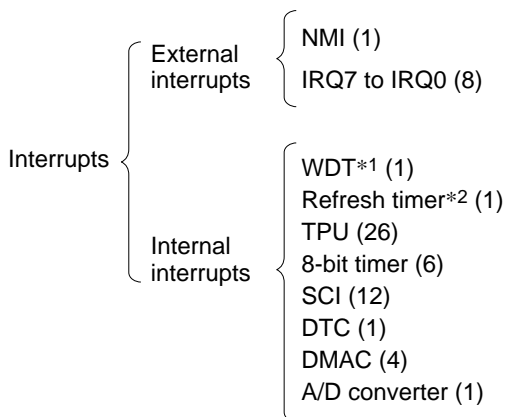 Interrupts
External
interrupts
NMI (1)
IRQ7 to IRQ0 (8)
Internal
interrupts
WDT*1 (1)
Refresh timer*2 (1)
TPU (26)
8-bit timer (6)
SCI (12)
DTC (1)
DMAC (4)
A/D converter (1)